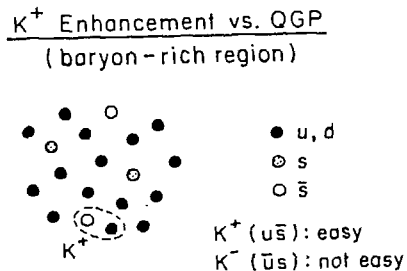 K⁺ Enhancement vs. QGP
(baryon-rich region)
u, d
s
s̄
K⁺
K⁺ (us̄): easy
K⁻ (ūs): not easy